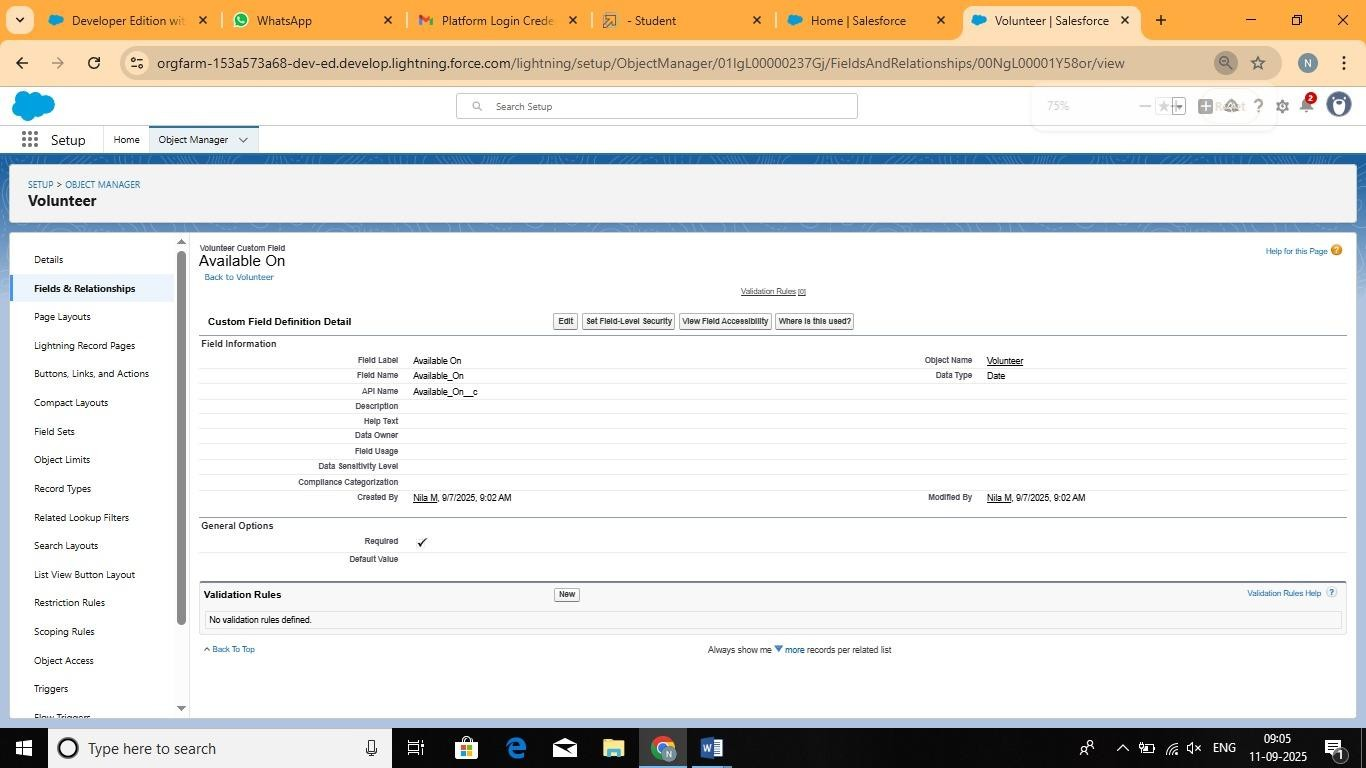 Developer Edition wit
WhatsApp
Platform Login Crede
- Student
Home | Salesforce
Volunteer | Salesforce
orgfarm-153a573a68-dev-ed.develop.lightning.force.com/lightning/setup/ObjectManager/01IgL00000237Gj/FieldsAndRelationships/00NgL00001Y58or/view
N
Search Setup
75%
Reset
2
Setup
Home
Object Manager
SETUP > OBJECT MANAGER
Volunteer
Details
Fields & Relationships
Page Layouts
Lightning Record Pages
Buttons, Links, and Actions
Compact Layouts
Field Sets
Object Limits
Record Types
Related Lookup Filters
Search Layouts
List View Button Layout
Restriction Rules
Scoping Rules
Object Access
Triggers
Flow Triggers
Volunteer Custom Field
Available On
Back to Volunteer
Help for this Page
Validation Rules [0]
Custom Field Definition Detail
Edit
Set Field-Level Security
View Field Accessibility
Where is this used?
Field Information
Field Label Available On Object Name Volunteer
Field Name Available_On Data Type Date
API Name Available_On__c
Description
Help Text
Data Owner
Field Usage
Data Sensitivity Level
Compliance Categorization
Created By Nila M, 9/7/2025, 9:02 AM Modified By Nila M, 9/7/2025, 9:02 AM
General Options
Required ✓
Default Value
Validation Rules
New
Validation Rules Help ?
No validation rules defined.
^ Back To Top
Always show me ▼ more records per related list
Type here to search
ENG
09:05
11-09-2025
1